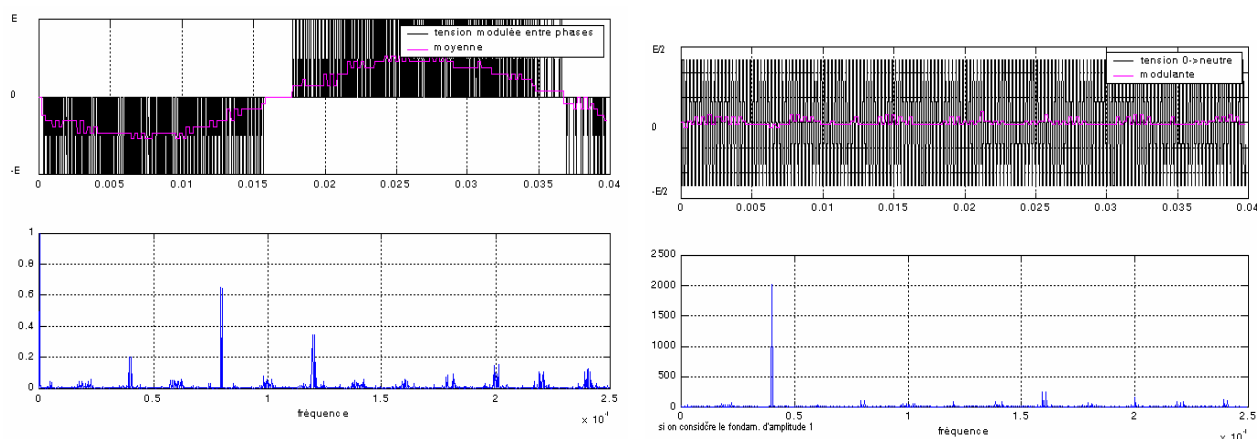 E
tension modulée entre phases
moyenne
0
-E
0 0.005 0.01 0.015 0.02 0.025 0.03 0.035 0.04
1
0.8
0.6
0.4
0.2
0
0 0.5 1 1.5 2 2.5
fréquence
x 10⁻⁴
E/2
tension 0->neutre
modulante
0
-E/2
0 0.005 0.01 0.015 0.02 0.025 0.03 0.035 0.04
2500
2000
1500
1000
500
0
0 0.5 1 1.5 2 2.5
si on considère le fondam. d'amplitude 1
fréquence
x 10⁻⁴